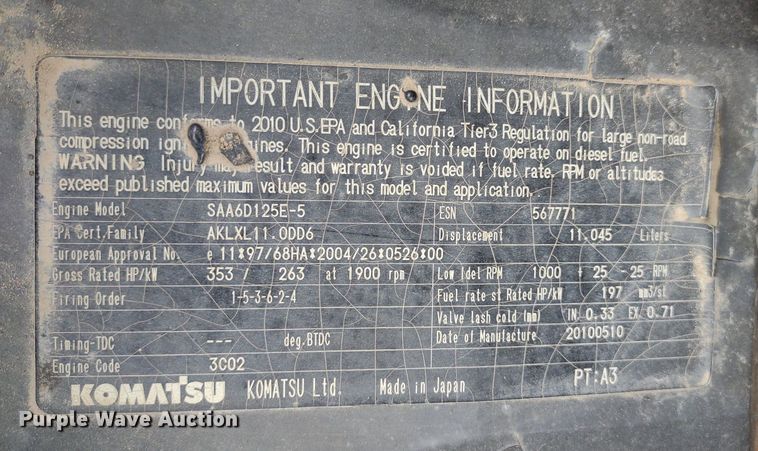 IMPORTANT ENGINE INFORMATION
This engine conforms to 2010 U.S.EPA and California Tier3 Regulation for large non-road
compression ign ines. This engine is certified to operate on diesel fuel.
WARNING Injury may result and warranty is voided if fuel rate, RPM or altitudes
exceed published maximum values for this model and application.
Engine Model SAA6D125E-5 ESN 567771
EPA Cert.Family AKLXL11.0DD6 Displacement 11.045 Liters
European Approval No. e 11*97/68HA*2004/26*0526*00
Gross Rated HP/kW 353 / 263 at 1900 rpm Low Idel RPM 1000 + 25 - 25 RPM
Firing Order 1-5-3-6-2-4 Fuel rate st Rated HP/kW 197 mm3/st
Valve lash cold (mm) IN. 0.33 EX. 0.71
Timing-TDC --- deg.BTDC Date of Manufacture 20100510
Engine Code 3C02
KOMATSU KOMATSU Ltd. Made in Japan PT:A3
Purple Wave Auction